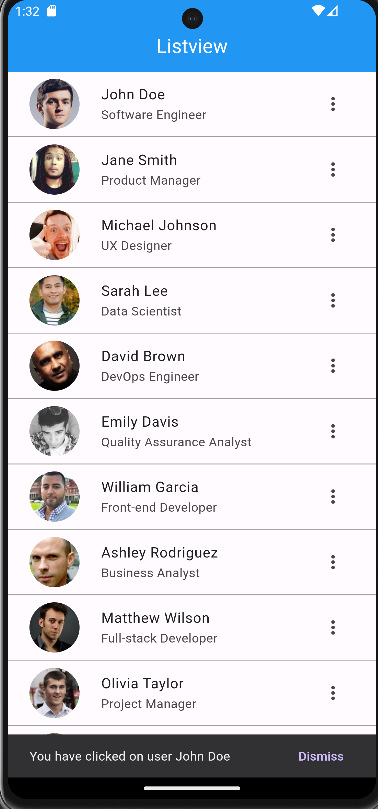 1:32
Listview
John Doe
Software Engineer
Jane Smith
Product Manager
Michael Johnson
UX Designer
Sarah Lee
Data Scientist
David Brown
DevOps Engineer
Emily Davis
Quality Assurance Analyst
William Garcia
Front-end Developer
Ashley Rodriguez
Business Analyst
Matthew Wilson
Full-stack Developer
Olivia Taylor
Project Manager
You have clicked on user John Doe Dismiss